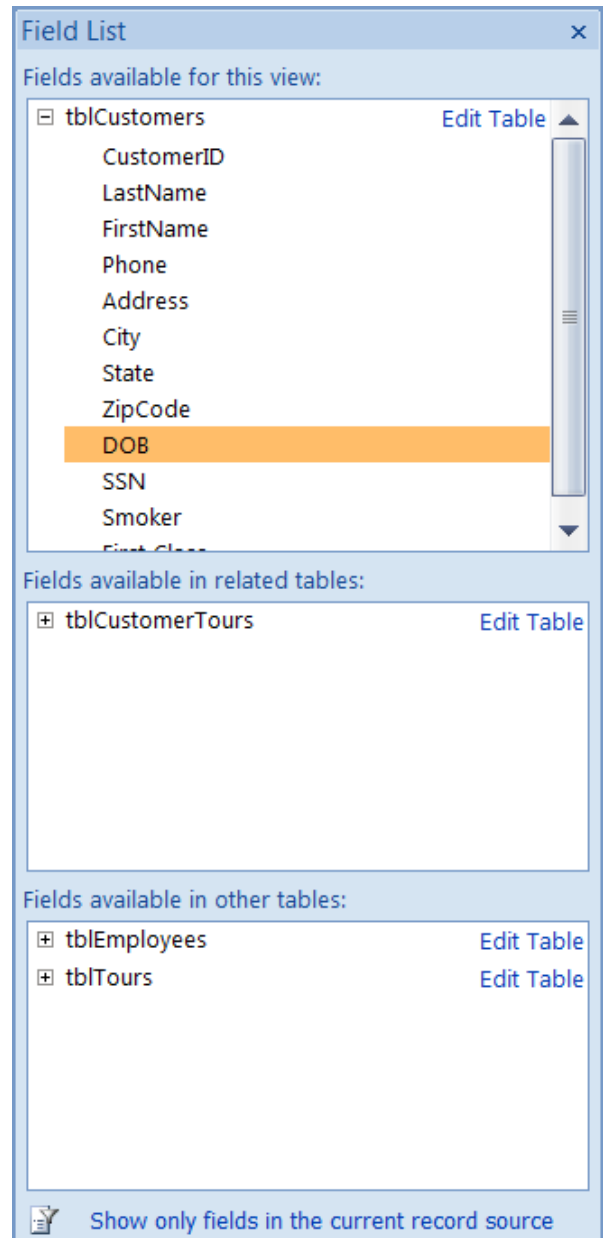 Field List
Fields available for this view:
tblCustomers Edit Table
CustomerID
LastName
FirstName
Phone
Address
City
State
ZipCode
DOB
SSN
Smoker
First Class
Fields available in related tables:
tblCustomerTours Edit Table
Fields available in other tables:
tblEmployees Edit Table
tblTours Edit Table
Show only fields in the current record source